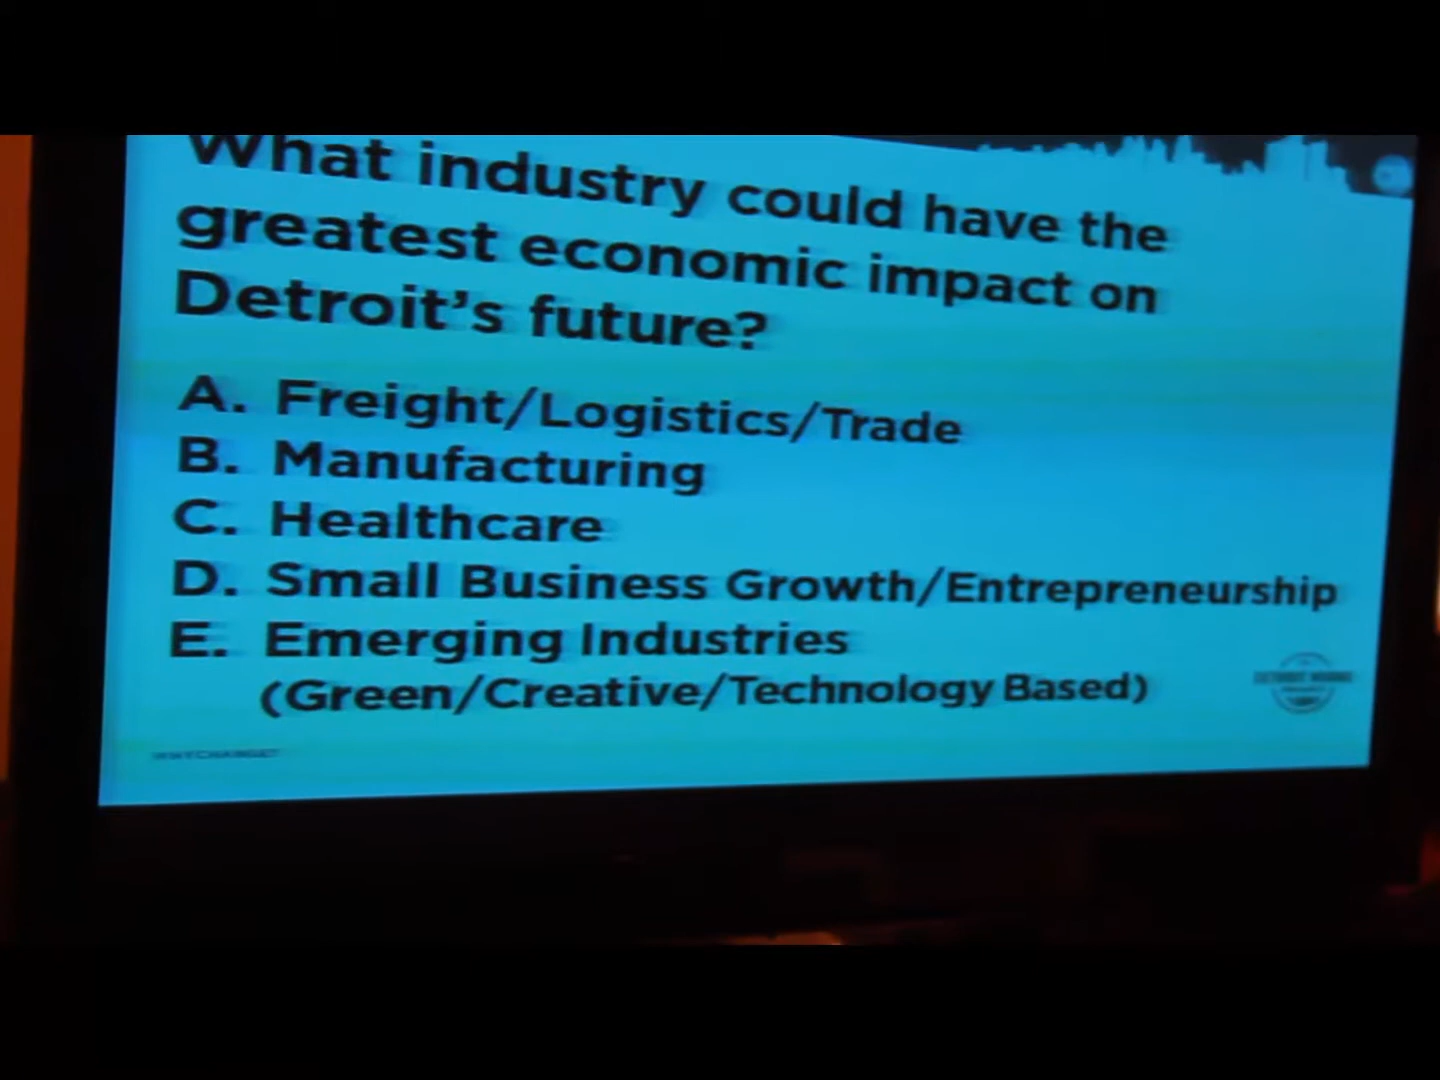 What industry could have the
greatest economic impact on
Detroit's future?
A. Freight/Logistics/Trade
B. Manufacturing
C. Healthcare
D. Small Business Growth/Entrepreneurship
E. Emerging Industries
(Green/Creative/Technology Based)